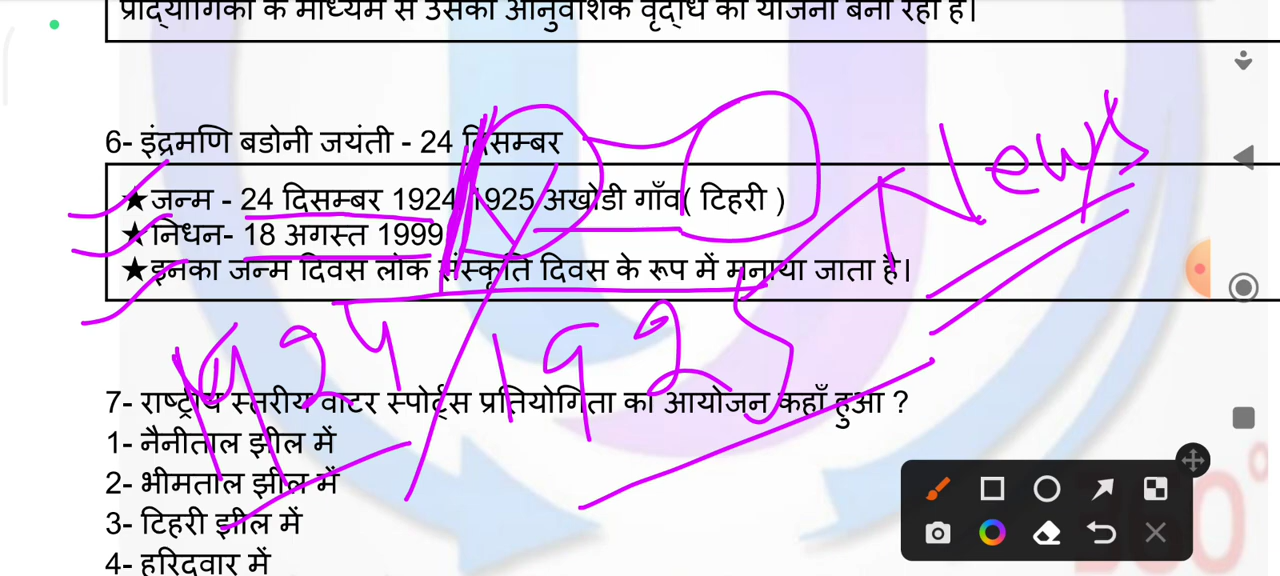 प्रौद्योगिकी के माध्यम से उसकी आनुवांशिक वृद्धि की योजना बना रहा है।
6- इंद्रमणि बडोनी जयंती - 24 दिसम्बर
★जन्म - 24 दिसम्बर 1924 1925 अखोडी गाँव( टिहरी )
★निधन- 18 अगस्त 1999
★इनका जन्म दिवस लोक संस्कृति दिवस के रूप में मनाया जाता है।
News
1924/1925
7- राष्ट्रीय स्तरीय वाटर स्पोर्ट्स प्रतियोगिता का आयोजन कहाँ हुआ ?
1- नैनीताल झील में
2- भीमताल झील में
3- टिहरी झील में
4- हरिद्वार में